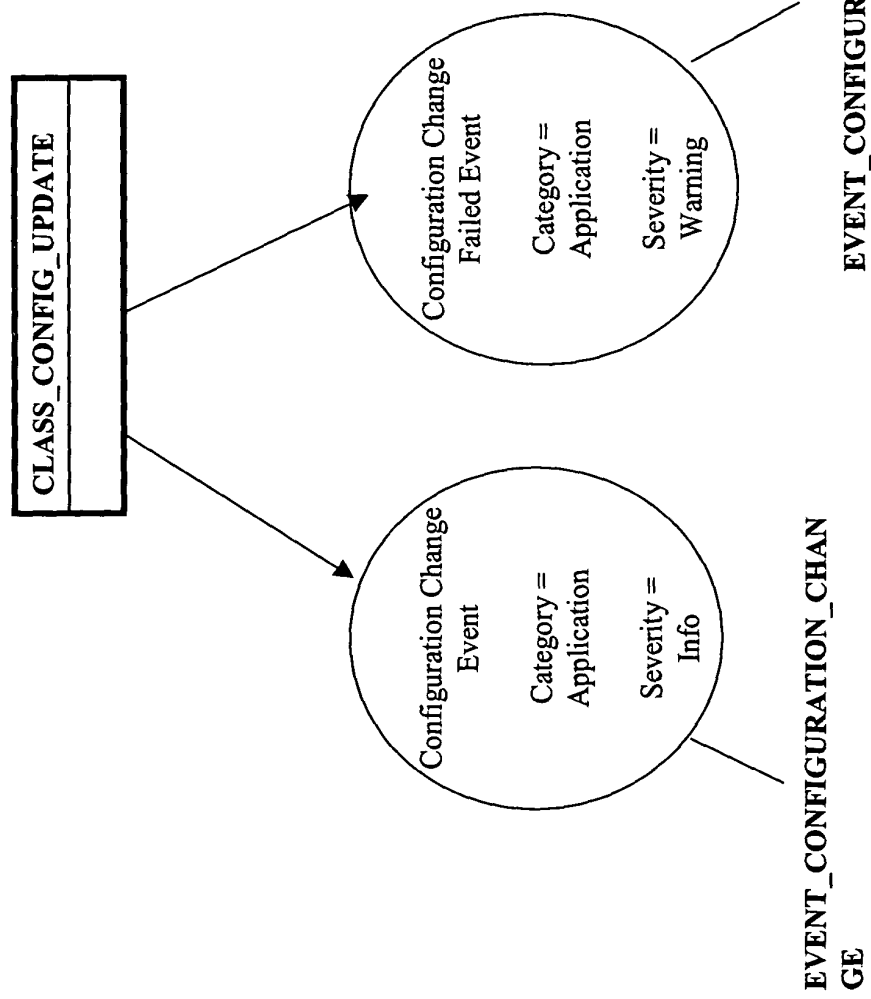 CLASS_CONFIG_UPDATE
Configuration Change
Event
Category =
Application
Severity =
Info
Configuration Change
Failed Event
Category =
Application
Severity =
Warning
EVENT_CONFIGURATION_CHAN
GE
EVENT_CONFIGUR